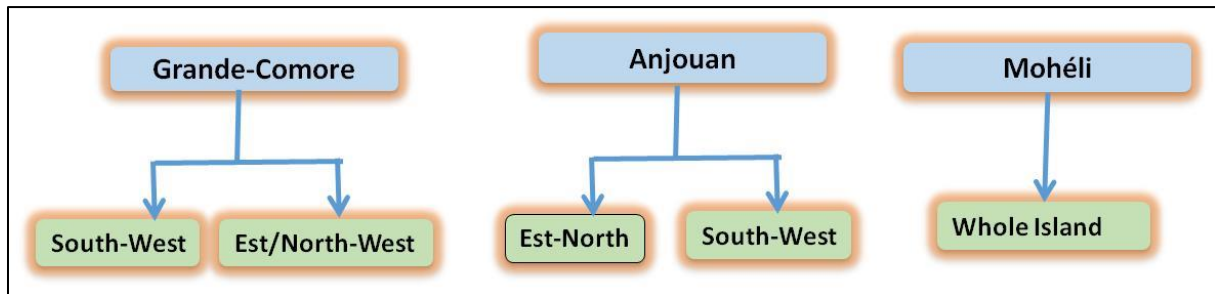 Grande-Comore
Anjouan
Mohéli
South-West
Est/North-West
Est-North
South-West
Whole Island